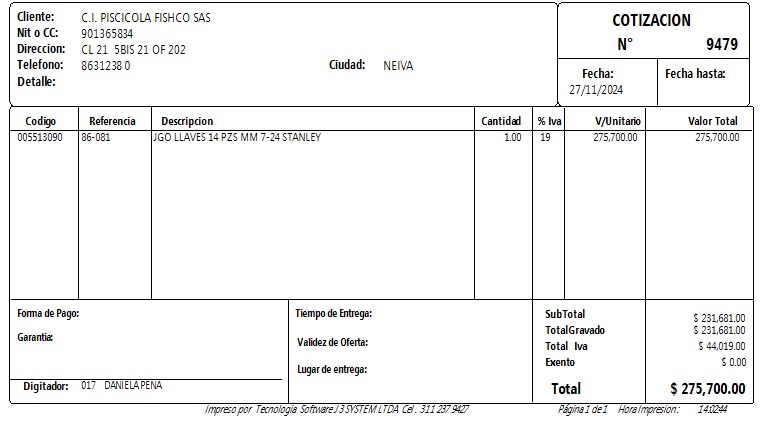 Cliente: C.I. PISCICOLA FISHCO SAS
Nit o CC: 901365834
Direccion: CL 21 5BIS 21 OF 202
Telefono: 8631238 0 Ciudad: NEIVA
Detalle:
COTIZACION
N° 9479
Fecha: Fecha hasta:
27/11/2024
Codigo Referencia Descripcion Cantidad % Iva V/Unitario Valor Total
005513090 86-081 JGO LLAVES 14 PZS MM 7-24 STANLEY 1.00 19 275,700.00 275,700.00
Forma de Pago:
Garantia:
Digitador: 017 DANIELA PENA
Tiempo de Entrega:
Validez de Oferta:
Lugar de entrega:
SubTotal $ 231,681.00
TotalGravado $ 231,681.00
Total Iva $ 44,019.00
Exento $ 0.00
Total $ 275,700.00
Impreso por Tecnologia Software J3 SYSTEM LTDA Cel. 311 237 9427 Página 1 de 1 Hora Impresion: 14:02:44